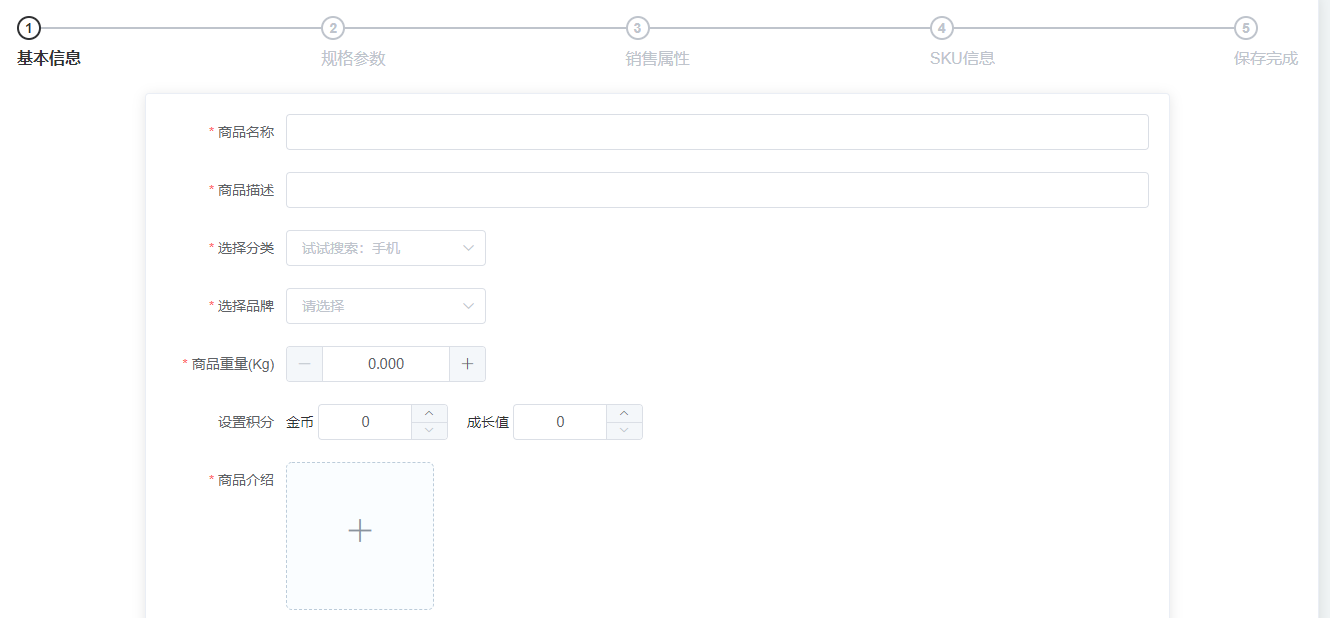 1 2 3 4 5
基本信息 规格参数 销售属性 SKU信息 保存完成
* 商品名称
* 商品描述
* 选择分类 试试搜索：手机
* 选择品牌 请选择
* 商品重量(Kg) 0.000
设置积分 金币 0 成长值 0
* 商品介绍